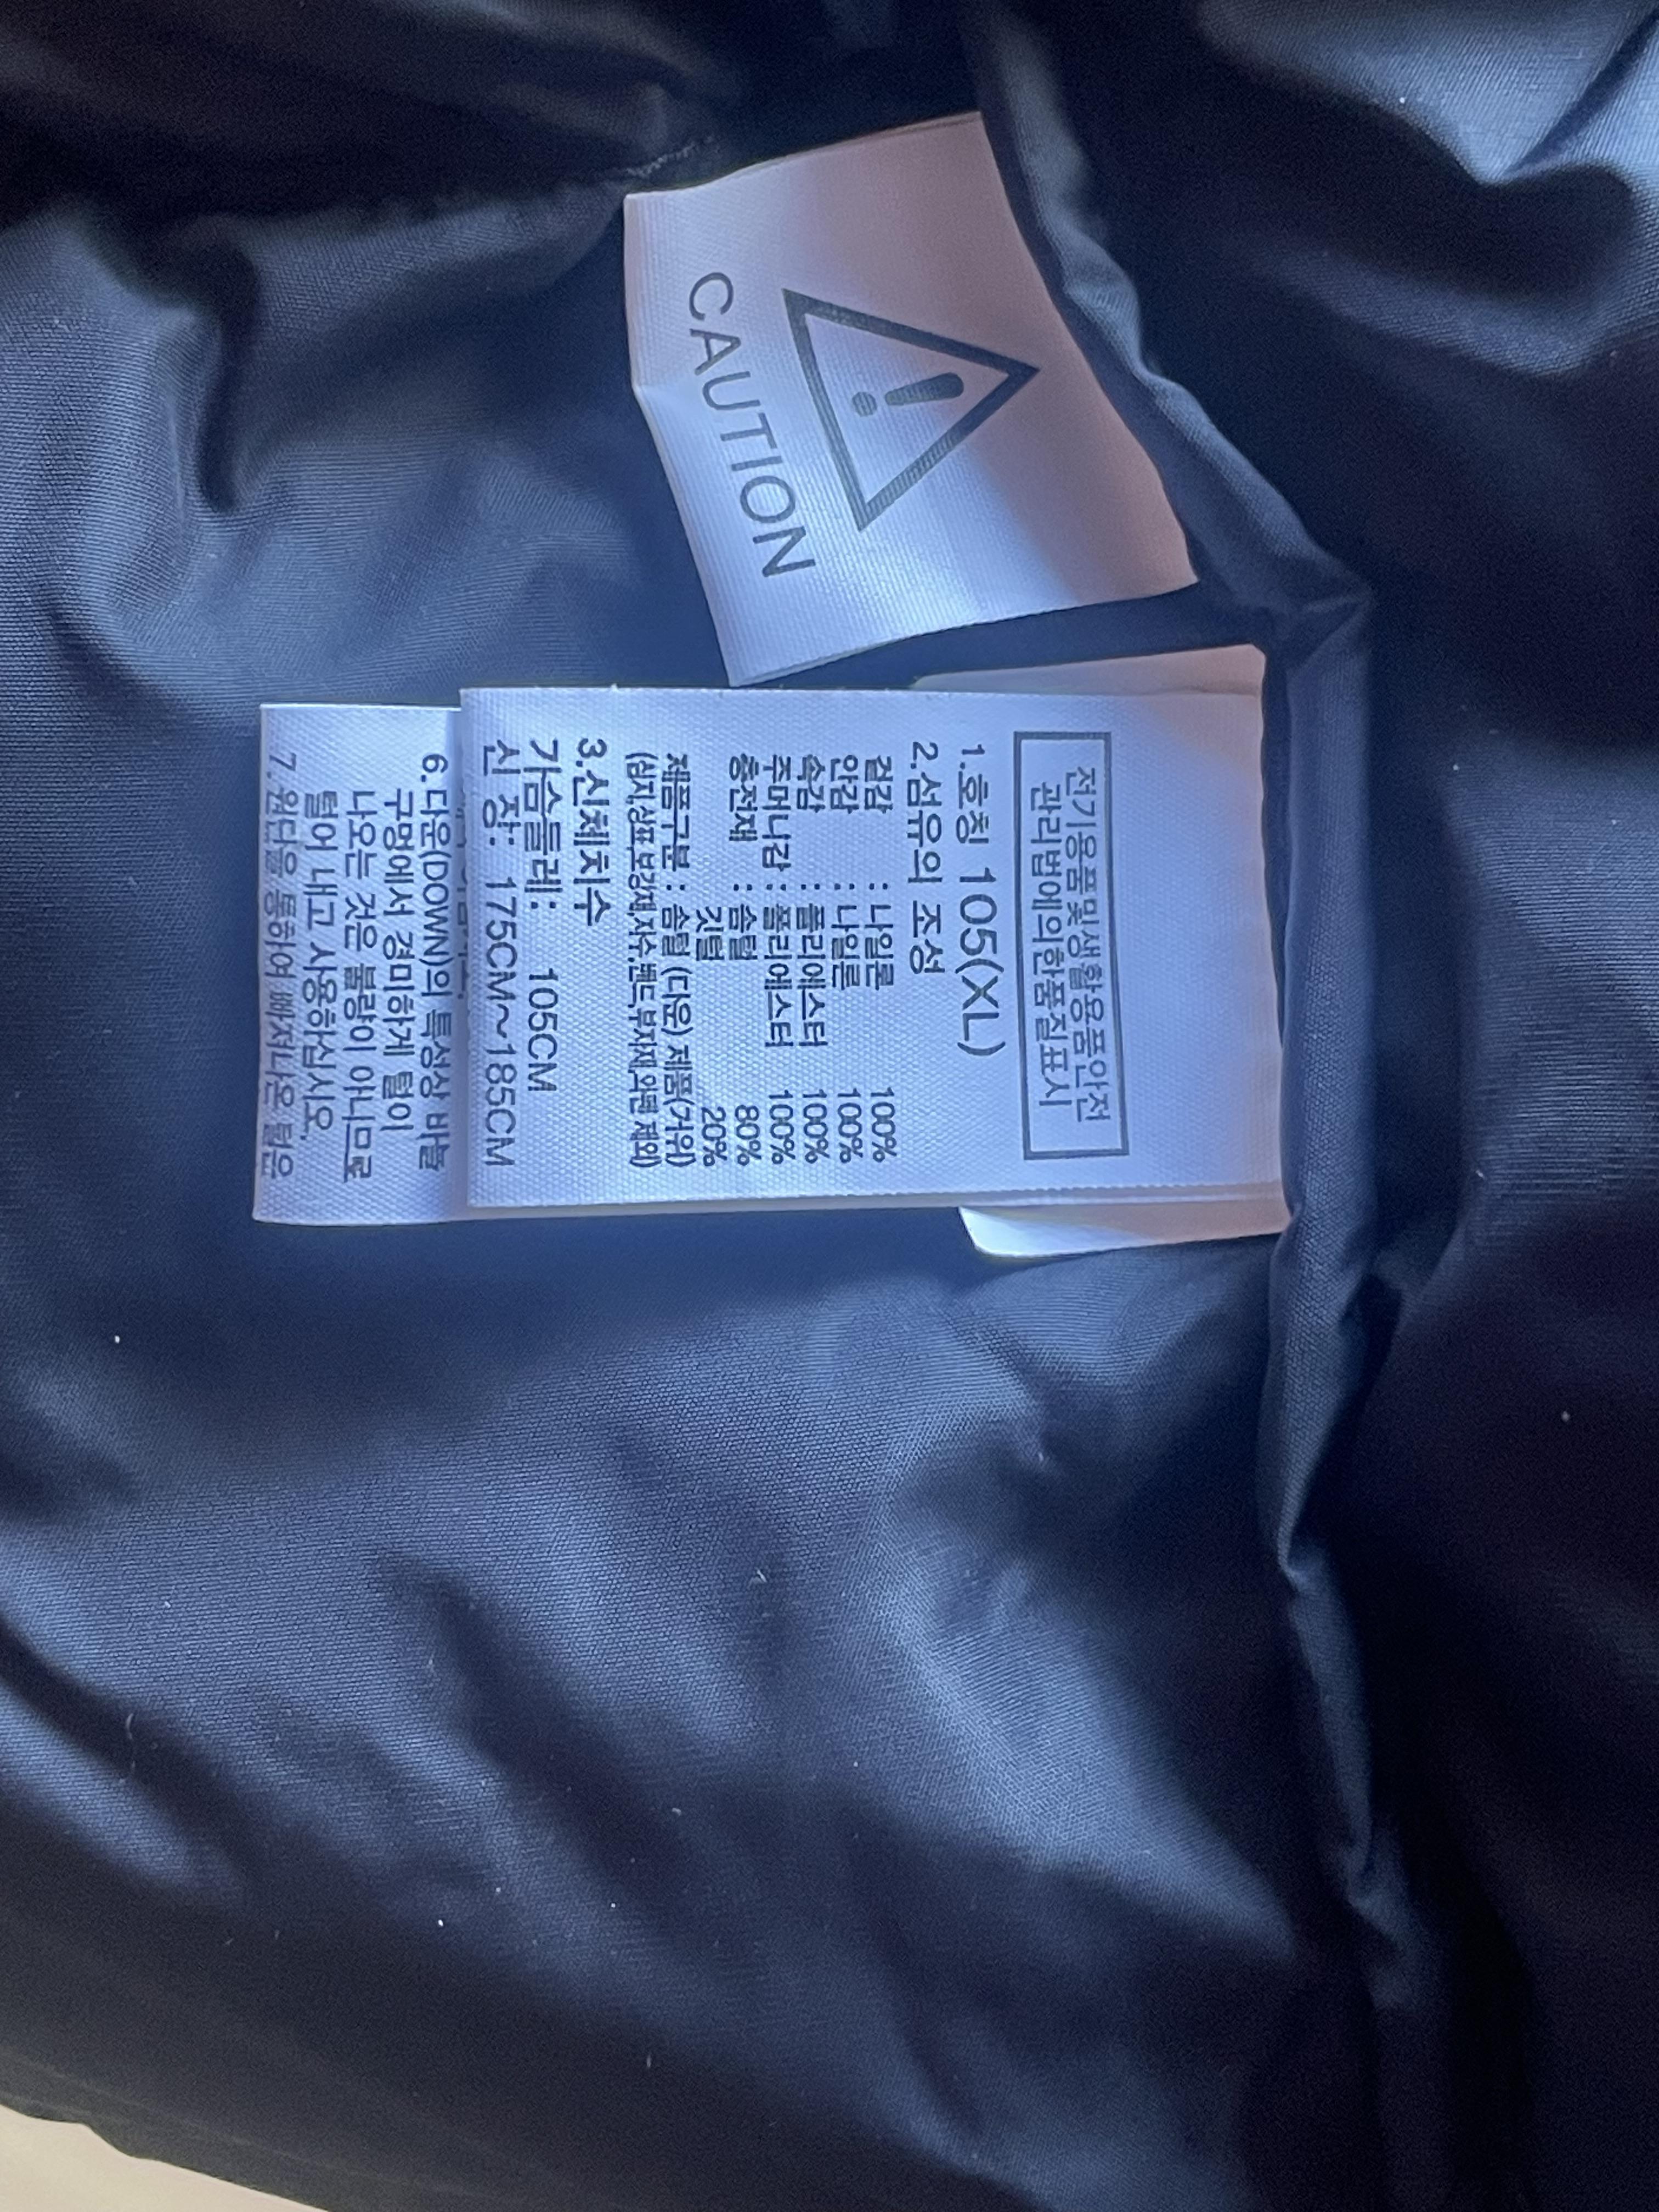 CAUTION
전기용품및생활용품안전
관리법에의한품질표시
1.호칭 105(XL)
2.섬유의 조성
겉감 : 나일론 100%
안감 : 나일론 100%
속감 : 폴리에스터 100%
주머니감 : 폴리에스터 100%
충전재 : 솜털 80%
깃털 20%
제품구분 : 솜털 (다운) 제품(거위)
(심지,상표,보강재,자수,밴드,부자재,외편 제외)
3.신체치수
가슴둘레: 105CM
신 장: 175CM~185CM
6.다운(DOWN)의 특성상 바늘
구멍에서 경미하게 털이
나오는 것은 불량이 아니므로
털어 내고 사용하십시요.
7.원단을 통하여 빠져나온 털은